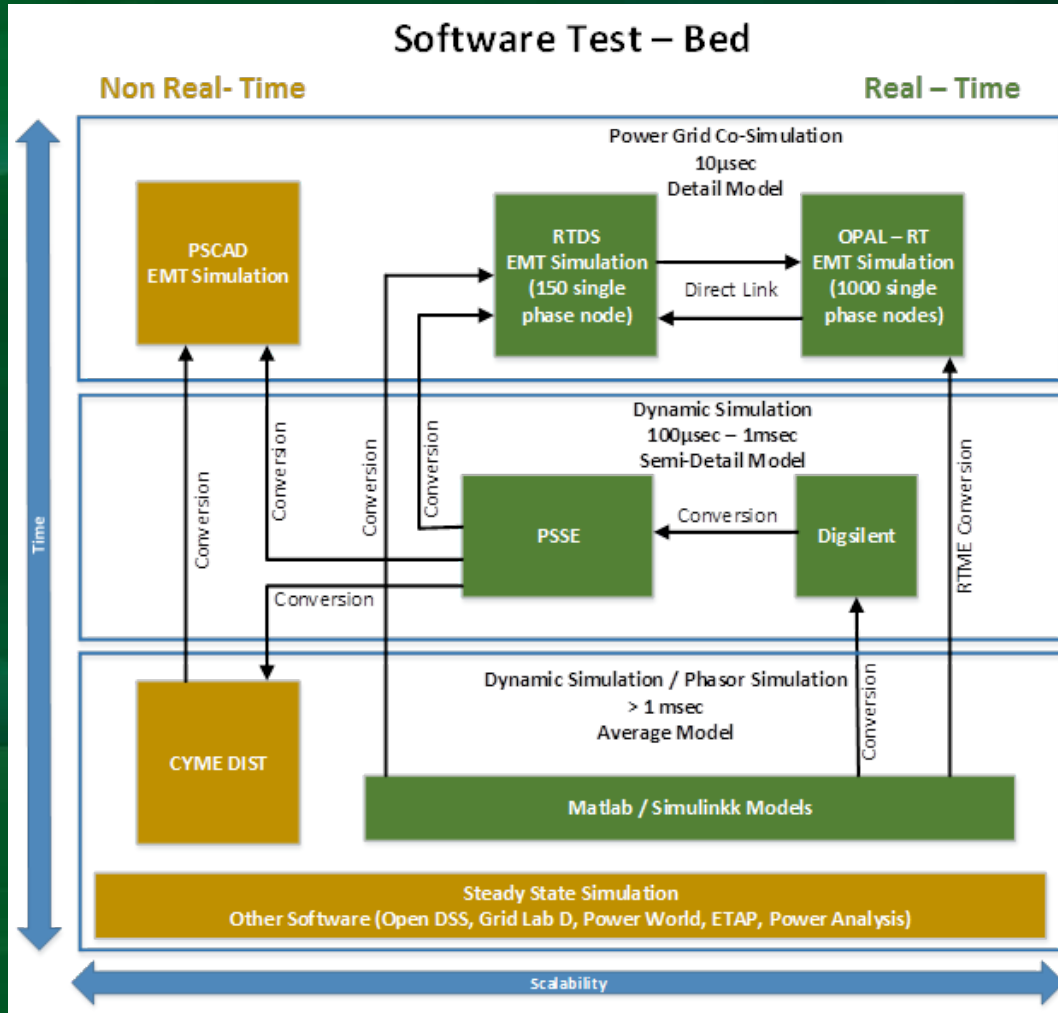 Software Test – Bed
Non Real- Time
Real – Time
Time
Power Grid Co-Simulation
10µsec
Detail Model
PSCAD
EMT Simulation
RTDS
EMT Simulation
(150 single
phase node)
Direct Link
OPAL – RT
EMT Simulation
(1000 single
phase nodes)
Dynamic Simulation
100µsec – 1msec
Semi-Detail Model
Conversion
Conversion
Conversion
Conversion
PSSE
Conversion
Digsilent
RTME Conversion
Conversion
Dynamic Simulation / Phasor Simulation
> 1 msec
Average Model
Conversion
CYME DIST
Matlab / Simulinkk Models
Steady State Simulation
Other Software (Open DSS, Grid Lab D, Power World, ETAP, Power Analysis)
Scalability